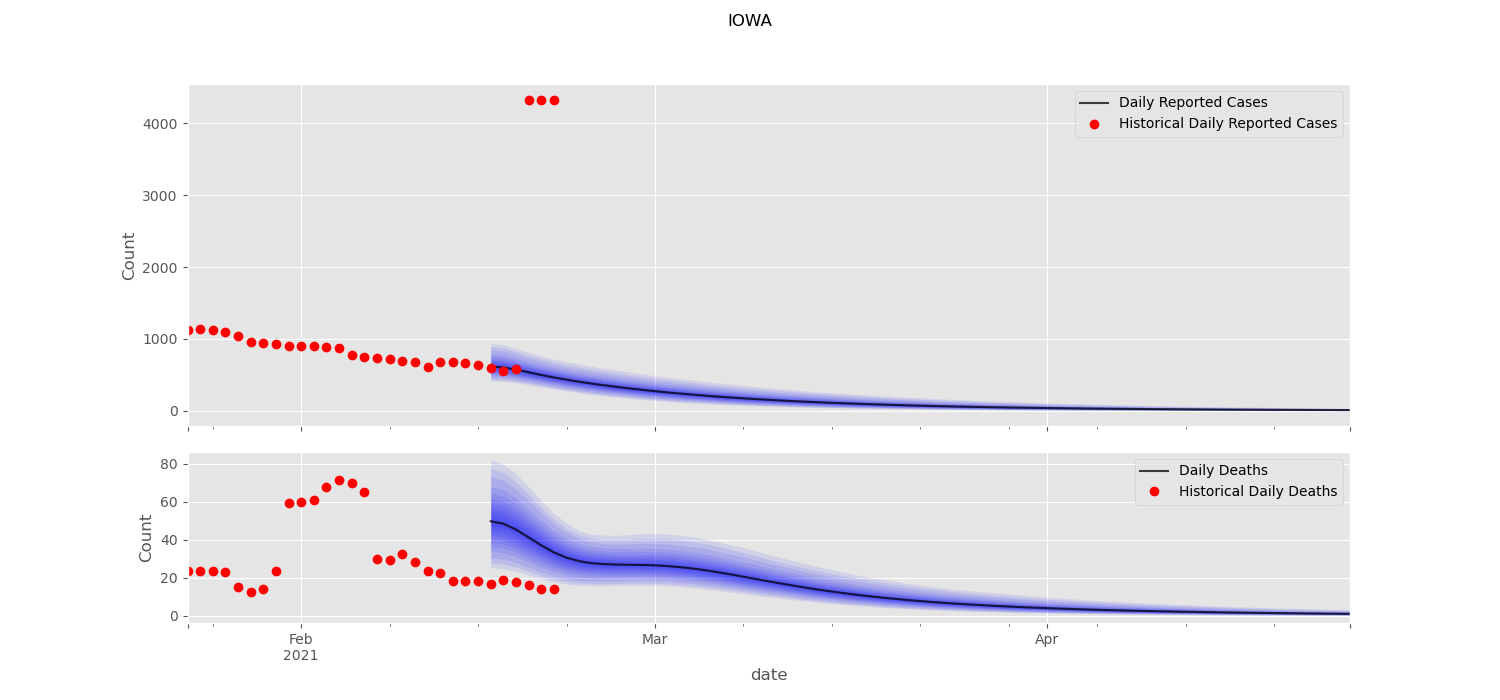 IOWA
4000
3000
2000
1000
0
Count
Daily Reported Cases
Historical Daily Reported Cases
80
60
40
20
0
Count
Daily Deaths
Historical Daily Deaths
Feb
2021
Mar
Apr
date